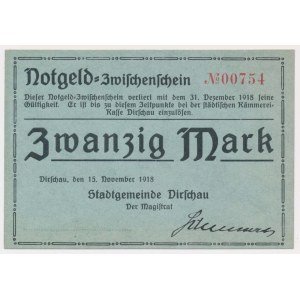 Notgeld=Zwischenschein №00754
Dieser Notgeld-Zwischenschein verliert mit dem 31. Dezember 1918 seine
Gültigkeit. Er ist bis zu diesem Zeitpunkte bei der städtischen Kämmerei-
Kasse Dirschau einzulösen.
Zwanzig Mark
Dirschau, den 15. November 1918
Stadtgemeinde Dirschau
Der Magistrat